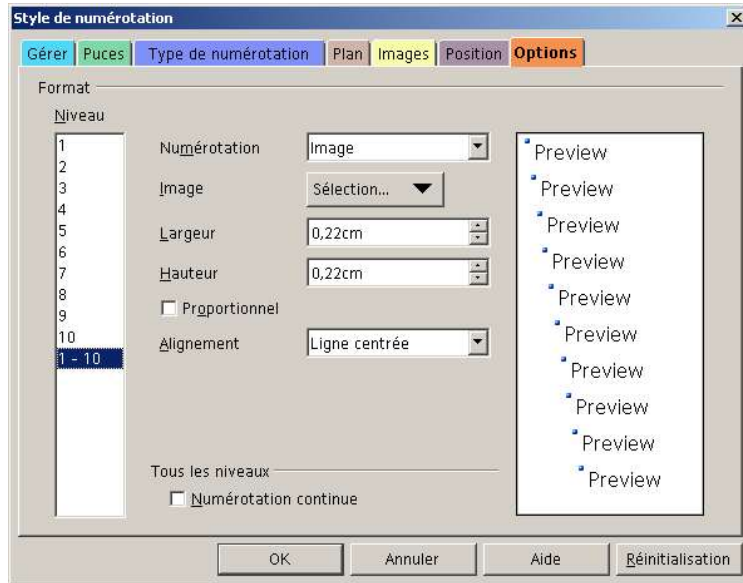 Style de numérotation
Gérer Puces Type de numérotation Plan Images Position Options
Format
Niveau
1
2
3
4
5
6
7
8
9
10
1 - 10
Numérotation Image
Image Sélection...
Largeur 0,22cm
Hauteur 0,22cm
Proportionnel
Alignement Ligne centrée
Tous les niveaux
Numérotation continue
Preview
Preview
Preview
Preview
Preview
Preview
Preview
Preview
Preview
Preview
OK Annuler Aide Réinitialisation